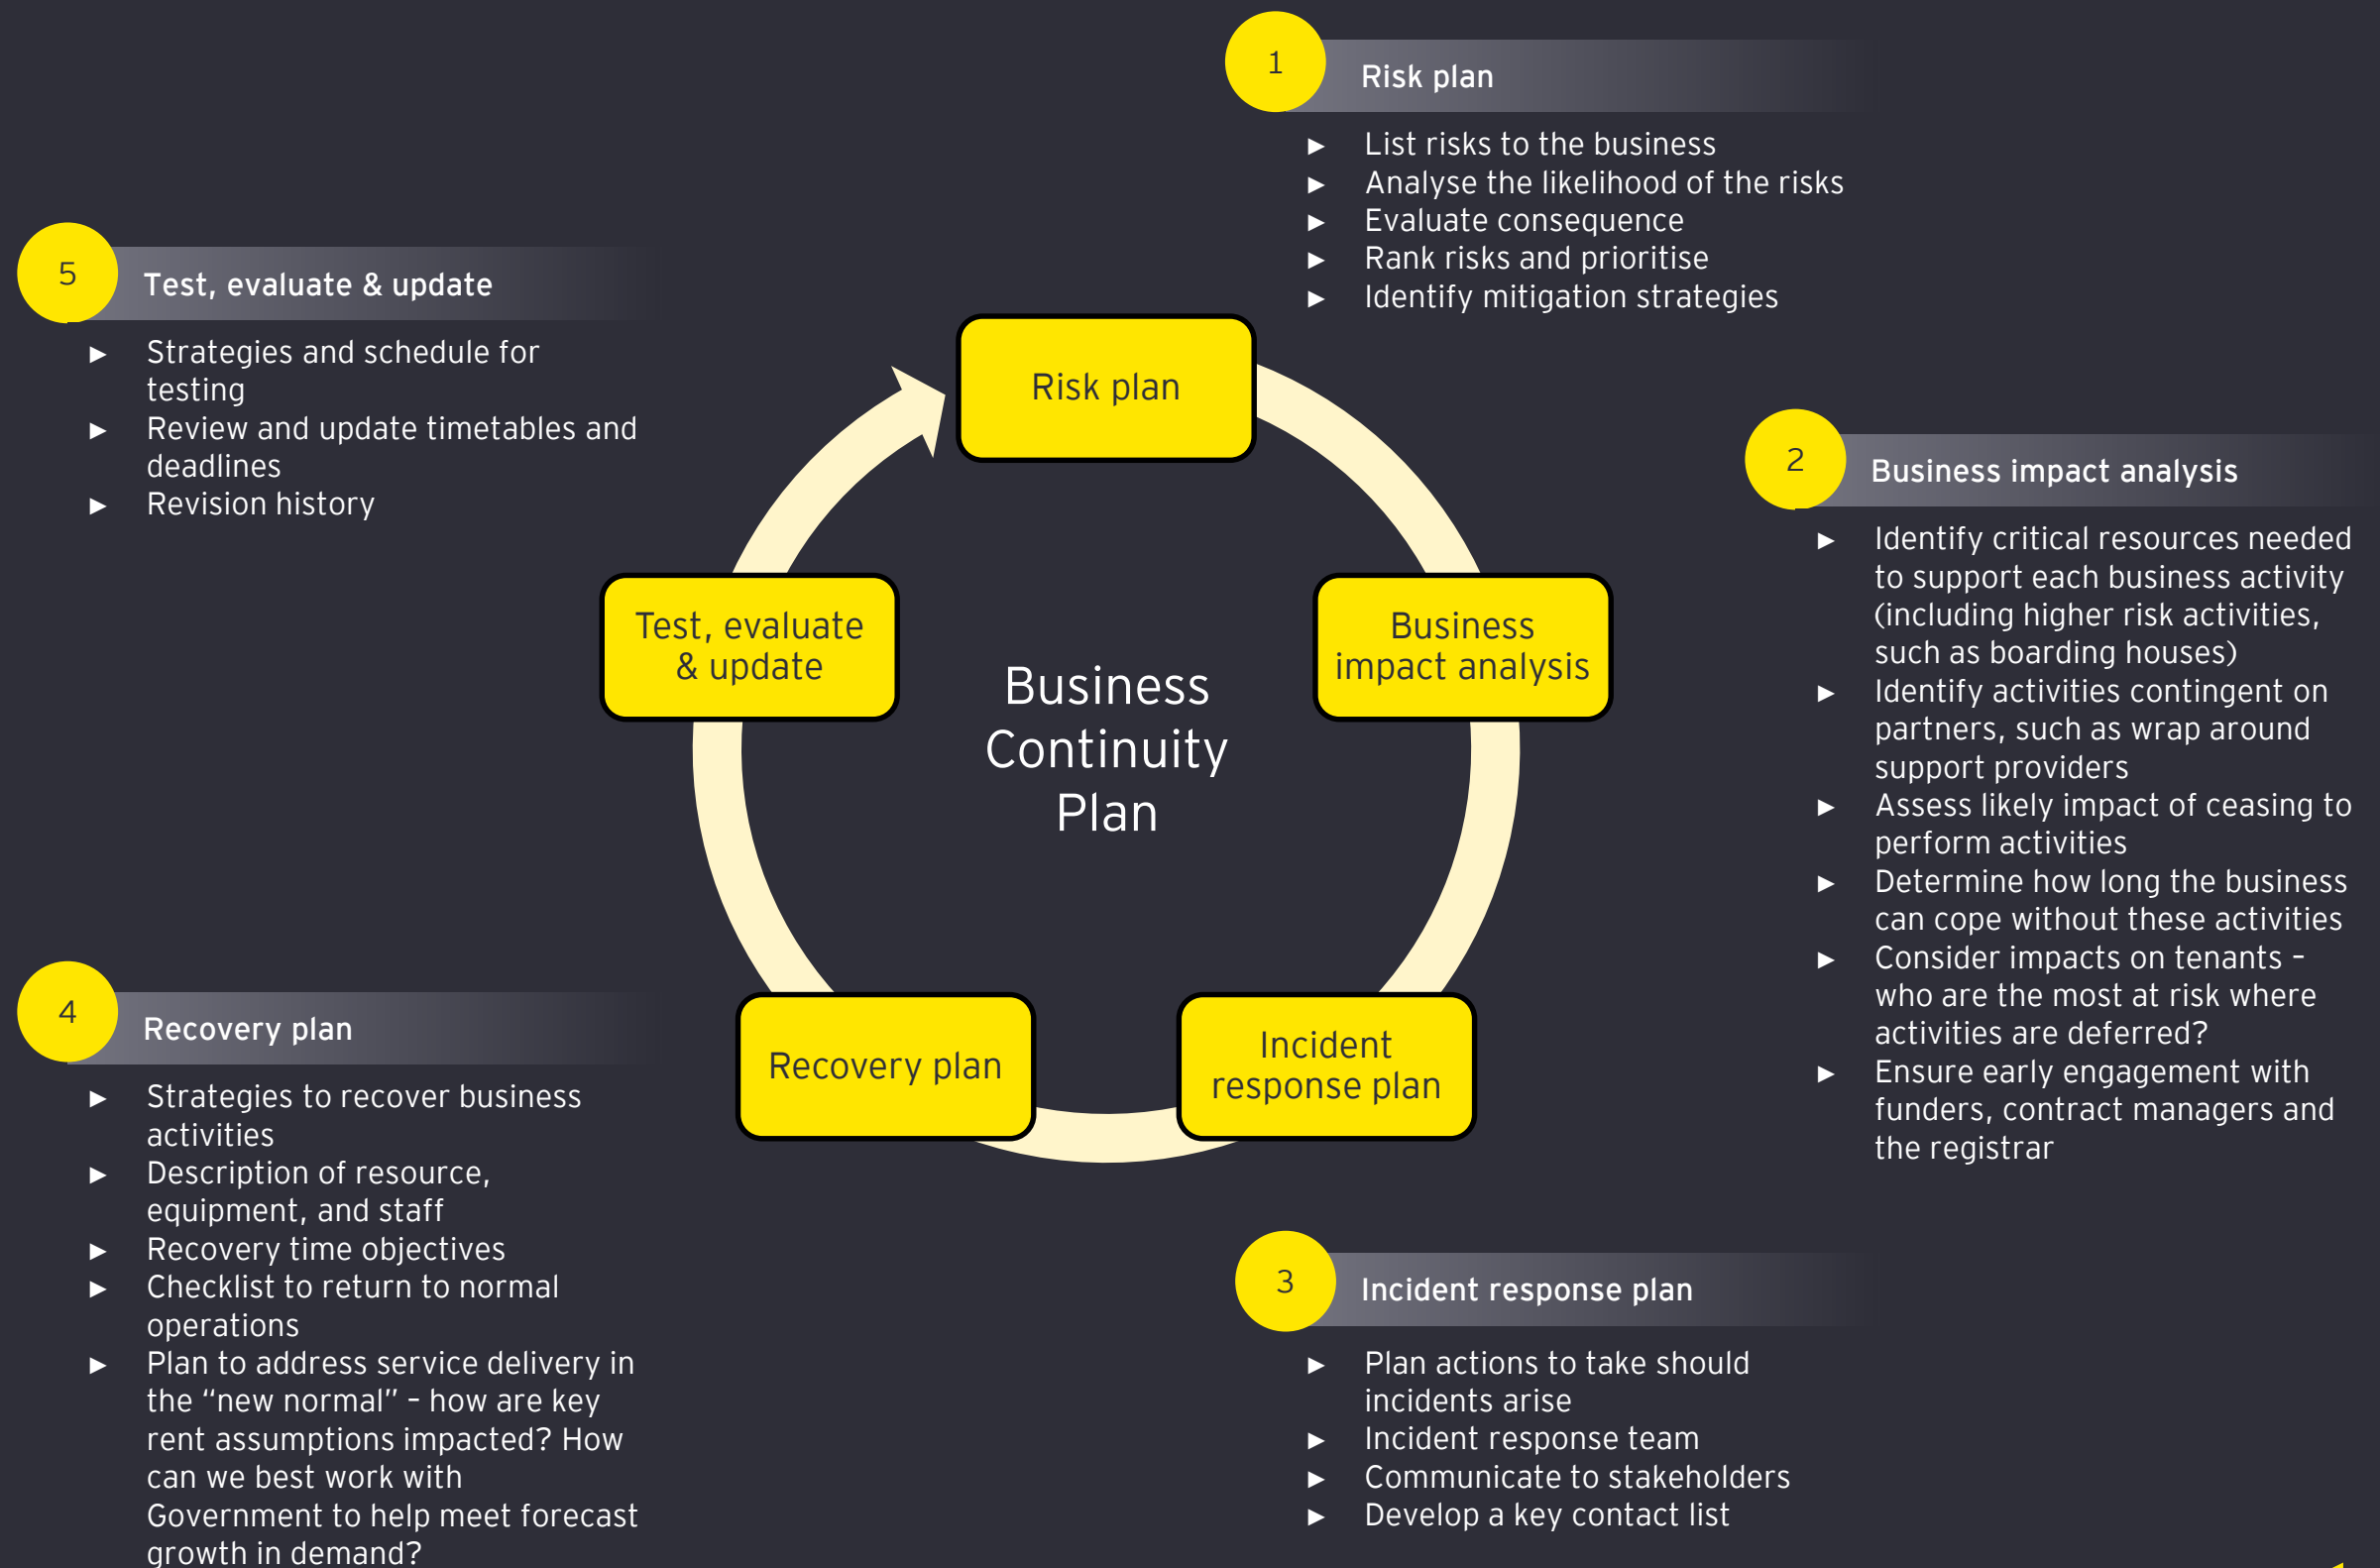 1
Risk plan
► List risks to the business
► Analyse the likelihood of the risks
► Evaluate consequence
► Rank risks and prioritise
► Identify mitigation strategies
2
Business impact analysis
► Identify critical resources needed
to support each business activity
(including higher risk activities,
such as boarding houses)
► Identify activities contingent on
partners, such as wrap around
support providers
► Assess likely impact of ceasing to
perform activities
► Determine how long the business
can cope without these activities
► Consider impacts on tenants –
who are the most at risk where
activities are deferred?
► Ensure early engagement with
funders, contract managers and
the registrar
3
Incident response plan
► Plan actions to take should
incidents arise
► Incident response team
► Communicate to stakeholders
► Develop a key contact list
4
Recovery plan
► Strategies to recover business
activities
► Description of resource,
equipment, and staff
► Recovery time objectives
► Checklist to return to normal
operations
► Plan to address service delivery in
the “new normal” – how are key
rent assumptions impacted? How
can we best work with
Government to help meet forecast
growth in demand?
5
Test, evaluate & update
► Strategies and schedule for
testing
► Review and update timetables and
deadlines
► Revision history
Risk plan
Business
impact analysis
Incident
response plan
Recovery plan
Test, evaluate
& update
Business
Continuity
Plan